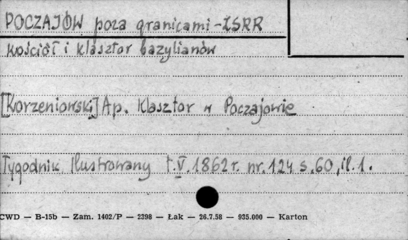 POCZAJÓW poza granicami - ZSRR
Kościół i klasztor bazylianów
[Korzeniowski] Ap. Klasztor w Poczajowie
Tygodnik Ilustrowany t.V.1862r. nr.124 s.60, il.1.
CWD — B-15b — Zam. 1402/P — 2398 — Łak — 26.7.58 — 935.000 — Karton